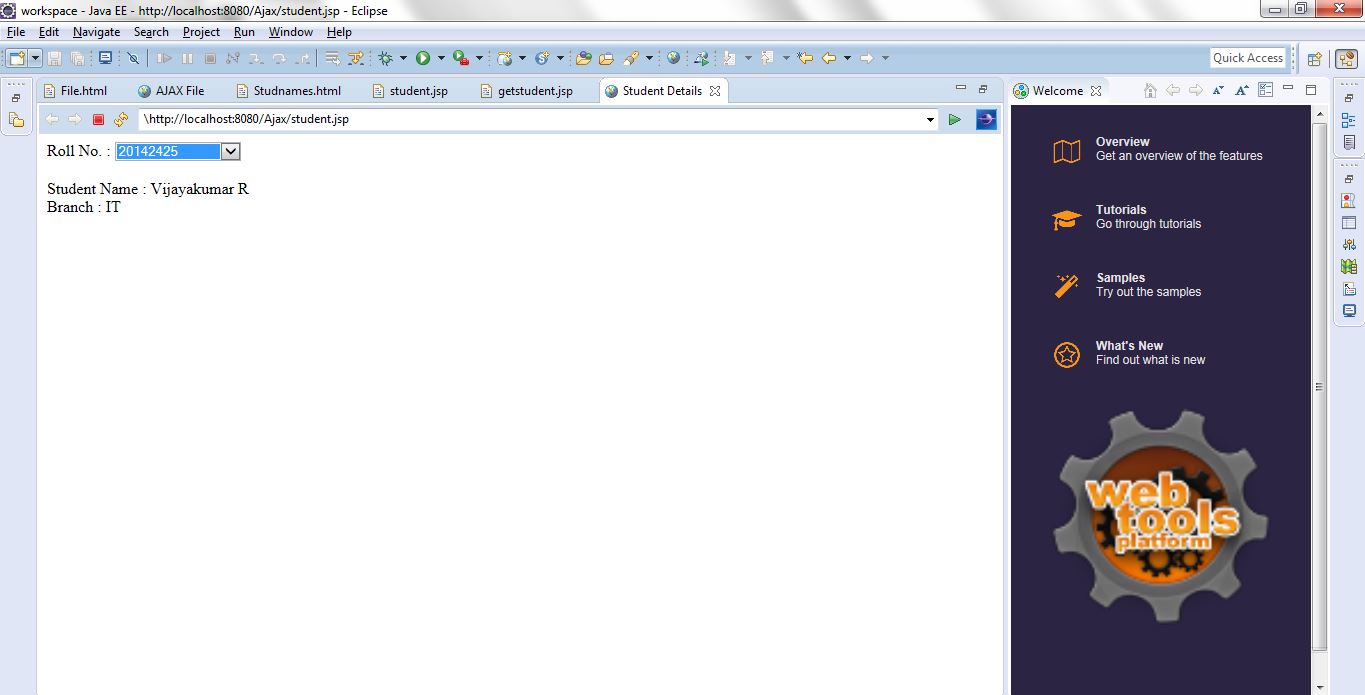 workspace - Java EE - http://localhost:8080/Ajax/student.jsp - Eclipse
File Edit Navigate Search Project Run Window Help
Quick Access
File.html AJAX File Studnames.html student.jsp getstudent.jsp Student Details
Welcome
\http://localhost:8080/Ajax/student.jsp
Roll No. : 20142425
Student Name : Vijayakumar R
Branch : IT
Overview
Get an overview of the features
Tutorials
Go through tutorials
Samples
Try out the samples
What's New
Find out what is new
web
tools
platform